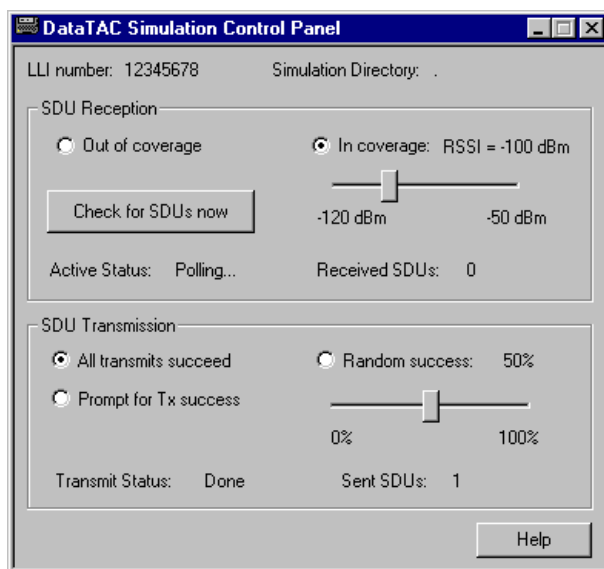 DataTAC Simulation Control Panel
LLI number: 12345678 Simulation Directory: .
SDU Reception
Out of coverage In coverage: RSSI = -100 dBm
Check for SDUs now
-120 dBm -50 dBm
Active Status: Polling... Received SDUs: 0
SDU Transmission
All transmits succeed Random success: 50%
Prompt for Tx success
0% 100%
Transmit Status: Done Sent SDUs: 1
Help